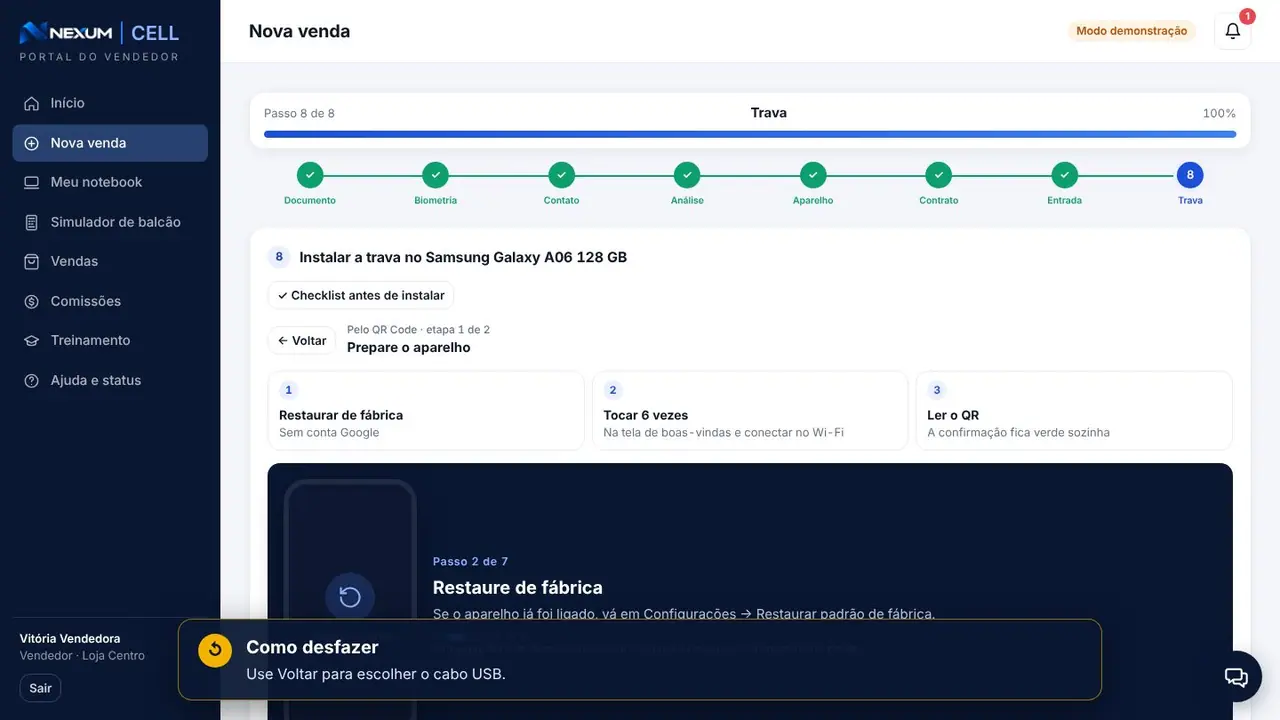 NEXUM | CELL
PORTAL DO VENDEDOR
Início
Nova venda
Meu notebook
Simulador de balcão
Vendas
Comissões
Treinamento
Ajuda e status
Vitória Vendedora
Vendedor · Loja Centro
Sair
Nova venda
Modo demonstração
1
Passo 8 de 8
Trava
100%
8
Documento
Biometria
Contato
Análise
Aparelho
Contrato
Entrada
Trava
8
Instalar a trava no Samsung Galaxy A06 128 GB
✓ Checklist antes de instalar
← Voltar
Pelo QR Code · etapa 1 de 2
Prepare o aparelho
1
Restaurar de fábrica
Sem conta Google
2
Tocar 6 vezes
Na tela de boas-vindas e conectar no Wi-Fi
3
Ler o QR
A confirmação fica verde sozinha
Passo 2 de 7
Restaure de fábrica
Se o aparelho já foi ligado, vá em Configurações → Restaurar padrão de fábrica.
Como desfazer
Use Voltar para escolher o cabo USB.